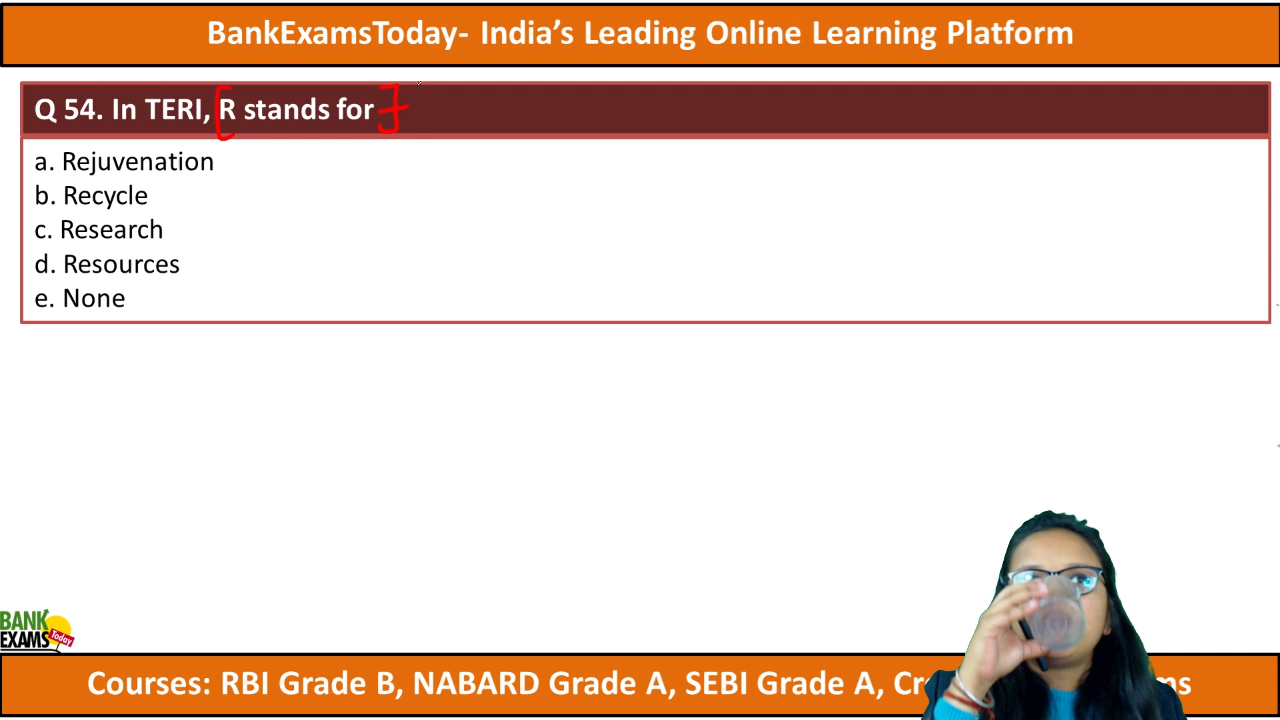 BankExamsToday- India's Leading Online Learning Platform
Q 54. In TERI, R stands for
a. Rejuvenation
b. Recycle
c. Research
d. Resources
e. None
BANK
EXAMS Today
Courses: RBI Grade B, NABARD Grade A, SEBI Grade A,